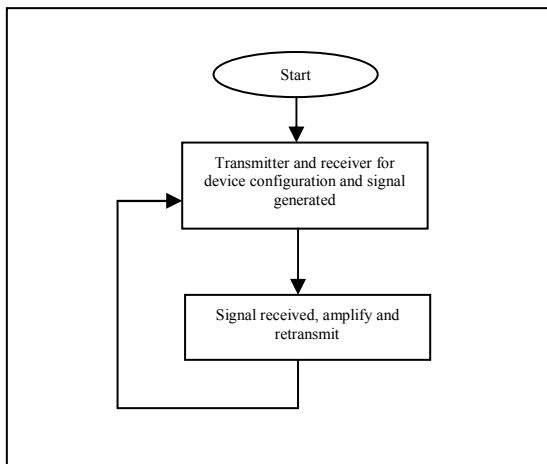 Start
Transmitter and receiver for
device configuration and signal
generated
Signal received, amplify and
retransmit